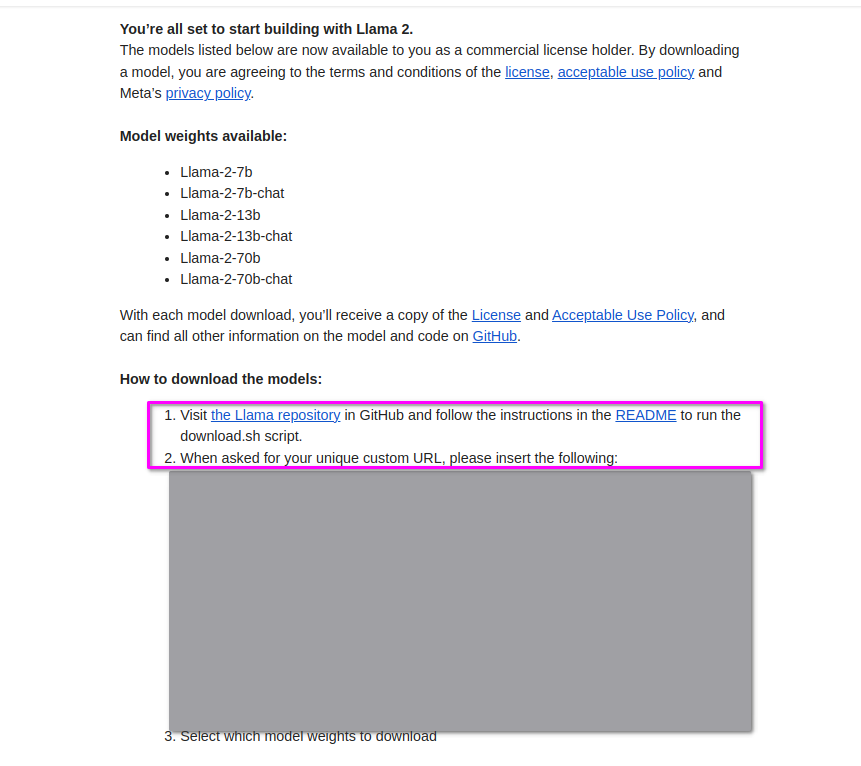 You’re all set to start building with Llama 2.
The models listed below are now available to you as a commercial license holder. By downloading
a model, you are agreeing to the terms and conditions of the license, acceptable use policy and
Meta’s privacy policy.
Model weights available:
• Llama-2-7b
• Llama-2-7b-chat
• Llama-2-13b
• Llama-2-13b-chat
• Llama-2-70b
• Llama-2-70b-chat
With each model download, you’ll receive a copy of the License and Acceptable Use Policy, and
can find all other information on the model and code on GitHub.
How to download the models:
1. Visit the Llama repository in GitHub and follow the instructions in the README to run the
download.sh script.
2. When asked for your unique custom URL, please insert the following:
3. Select which model weights to download